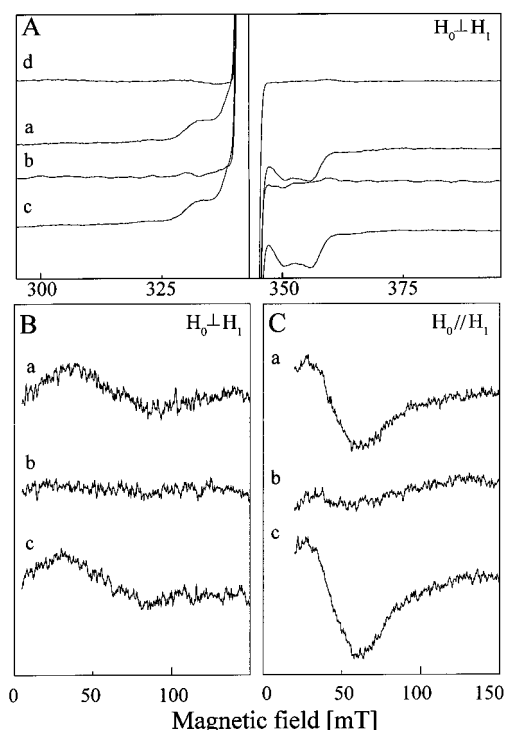 A H₀⊥H₁
d
a
b
c
300 325 350 375
B H₀⊥H₁
a
b
c
C H₀//H₁
a
b
c
0 50 100
0 50 100 150
Magnetic field [mT]